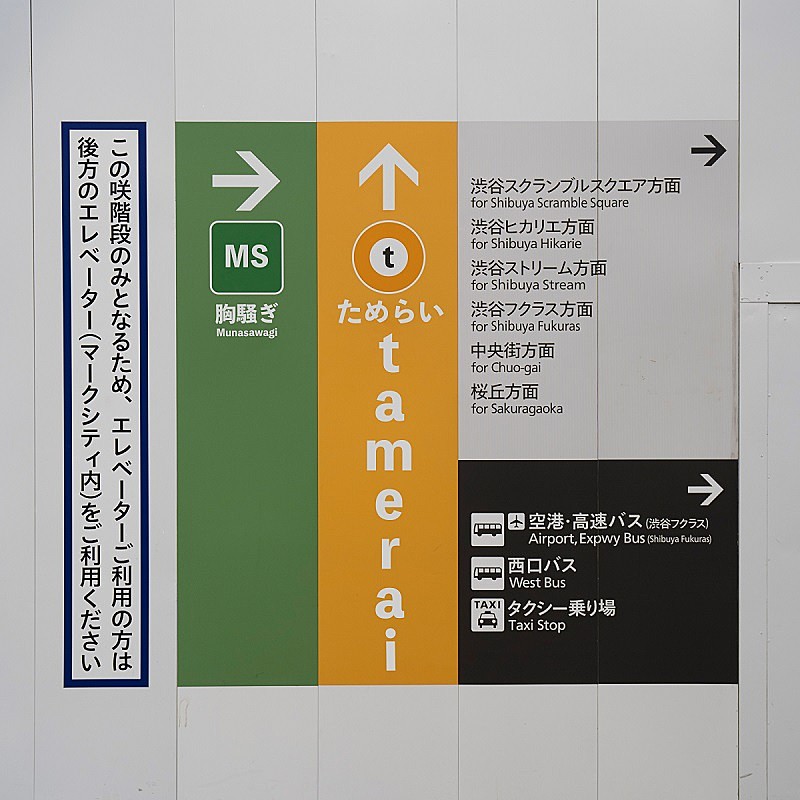 この咲階段のみとなるため、エレベーターご利用の方は
後方のエレベーター(マークシティ内)をご利用ください
MS
胸騒ぎ
Munasawagi
t
ためらい
tamerai
渋谷スクランブルスクエア方面
for Shibuya Scramble Square
渋谷ヒカリエ方面
for Shibuya Hikarie
渋谷ストリーム方面
for Shibuya Stream
渋谷フクラス方面
for Shibuya Fukuras
中央街方面
for Chuo-gai
桜丘方面
for Sakuragaoka
空港・高速バス(渋谷フクラス)
Airport, Expwy Bus (Shibuya Fukuras)
西口バス
West Bus
TAXI
タクシー乗り場
Taxi Stop